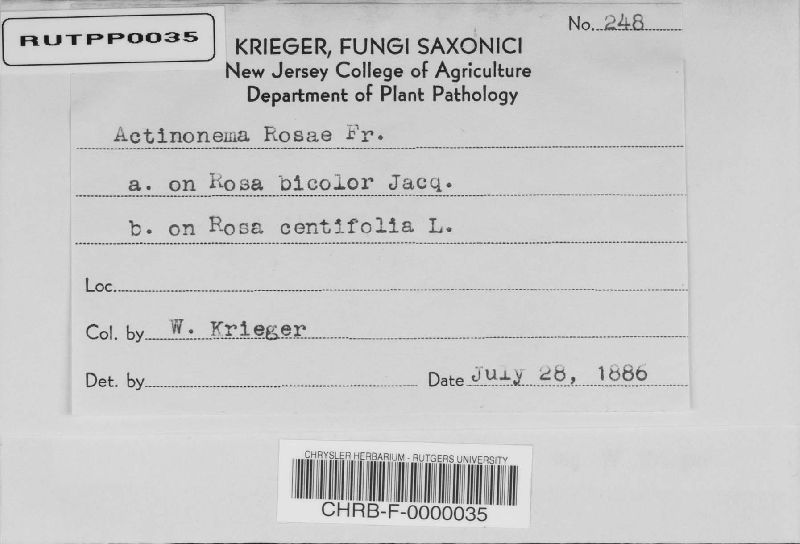 RUTPP0035
No. 248
KRIEGER, FUNGI SAXONICI
New Jersey College of Agriculture
Department of Plant Pathology
Actinonema Rosae Fr.
a. on Rosa bicolor Jacq.
b. on Rosa centifolia L.
Loc.
Col. by W. Krieger
Det. by Date July 28, 1886
CHRYSLER HERBARIUM - RUTGERS UNIVERSITY
CHRB-F-0000035